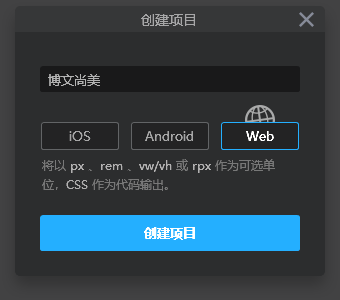 创建项目
博文尚美
iOS
Android
Web
将以 px 、rem 、vw/vh 或 rpx 作为可选单
位，CSS 作为代码输出。
创建项目